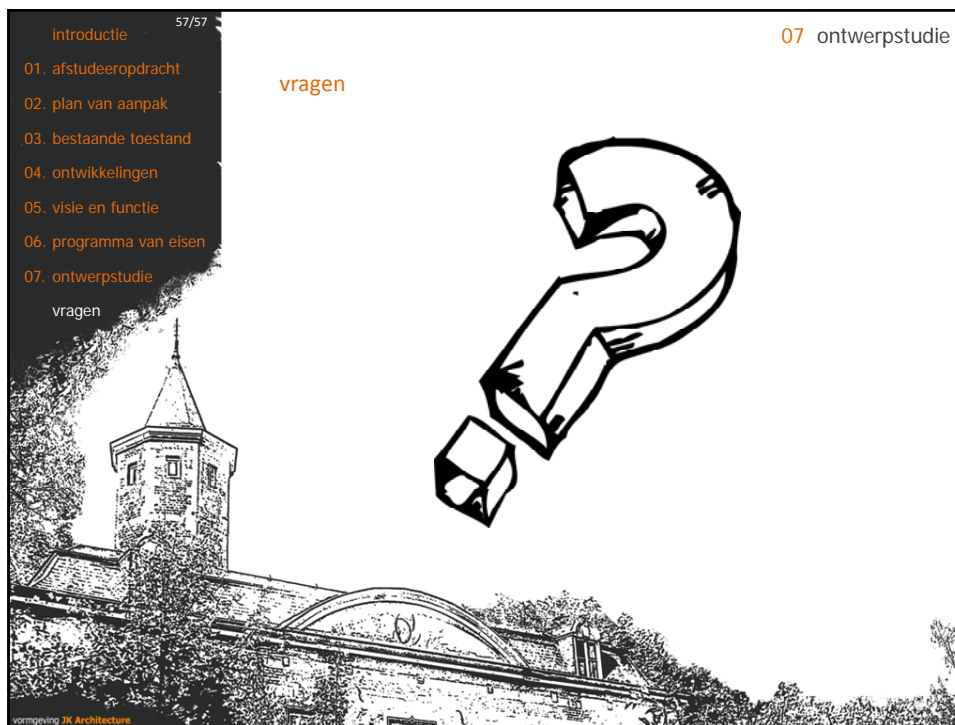 57/57
introductie
01. afstudeeropdracht
02. plan van aanpak
03. bestaande toestand
04. ontwikkelingen
05. visie en functie
06. programma van eisen
07. ontwerpstudie
vragen
07 ontwerpstudie
vragen
?
vormgeving JK Architecture